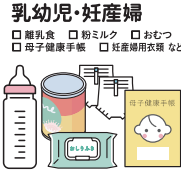 乳幼児・妊産婦
□ 離乳食 □ 粉ミルク □ おむつ
□ 母子健康手帳 □ 妊産婦用衣類 など
母子健康手帳
おしりふき